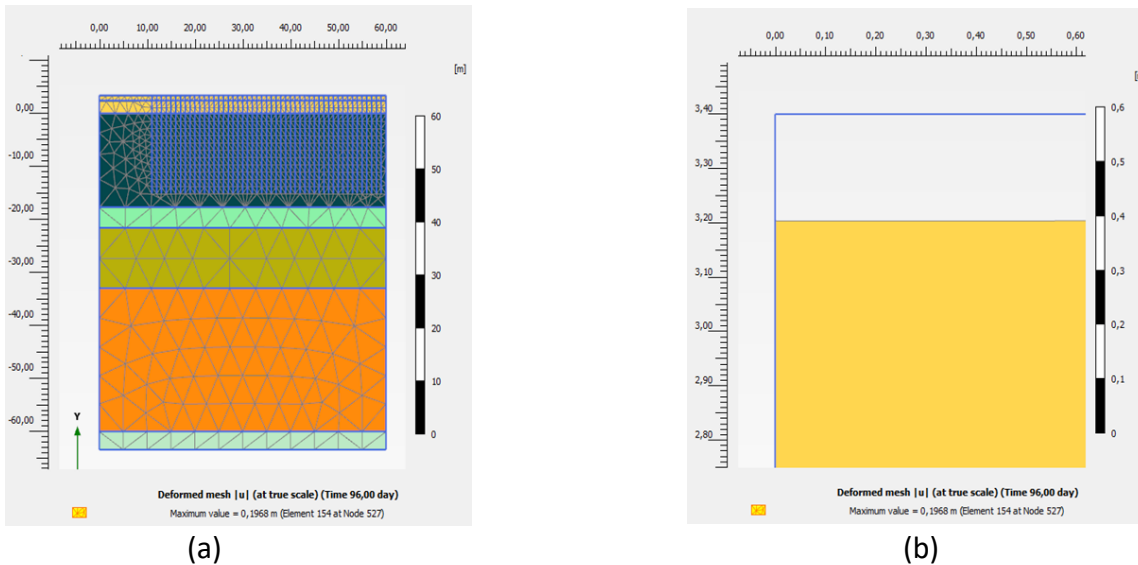 0,00 10,00 20,00 30,00 40,00 50,00 60,00
[m]
0,00
-10,00
-20,00
-30,00
-40,00
-50,00
-60,00
60
50
40
30
20
10
0
Y
Deformed mesh |u| (at true scale) (Time 96,00 day)
Maximum value = 0,1968 m (Element 154 at Node 527)
(a)
0,00 0,10 0,20 0,30 0,40 0,50 0,60
3,40
3,30
3,20
3,10
3,00
2,90
2,80
0,6
0,5
0,4
0,3
0,2
0,1
0
Deformed mesh |u| (at true scale) (Time 96,00 day)
Maximum value = 0,1968 m (Element 154 at Node 527)
(b)